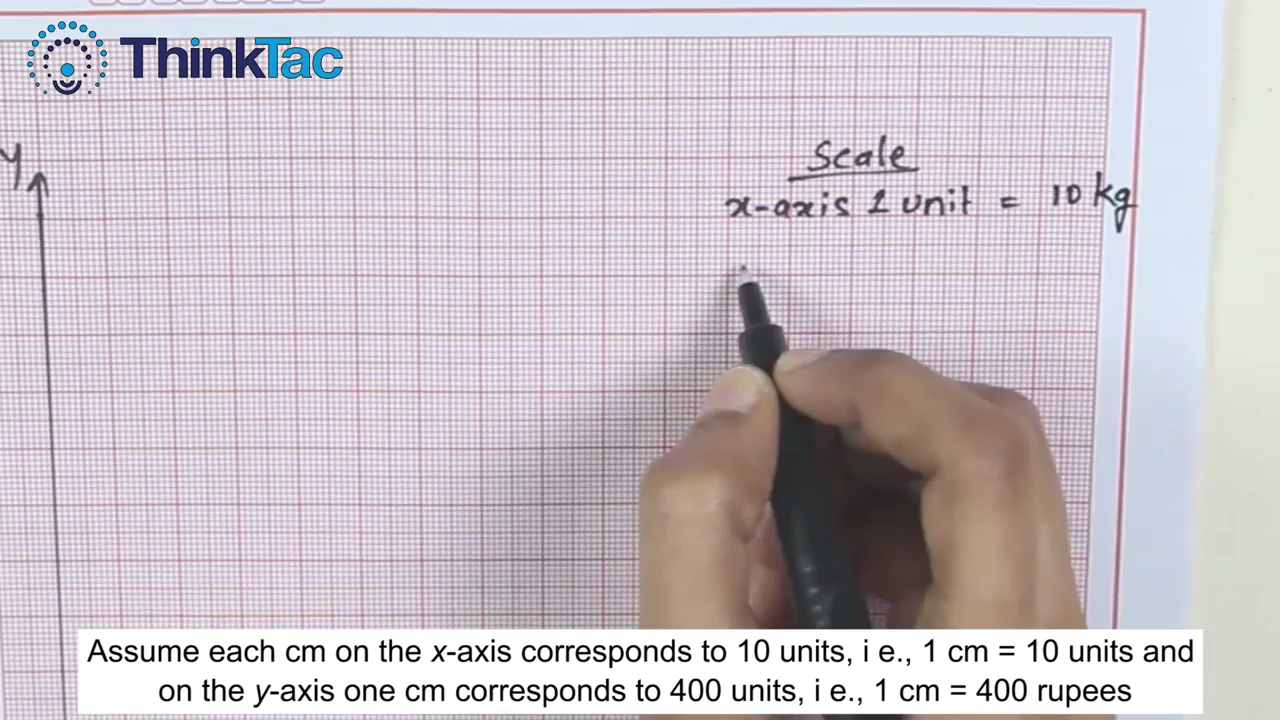 ThinkTac
y
Scale
x-axis 1 unit = 10 kg
Assume each cm on the x-axis corresponds to 10 units, i e., 1 cm = 10 units and
on the y-axis one cm corresponds to 400 units, i e., 1 cm = 400 rupees